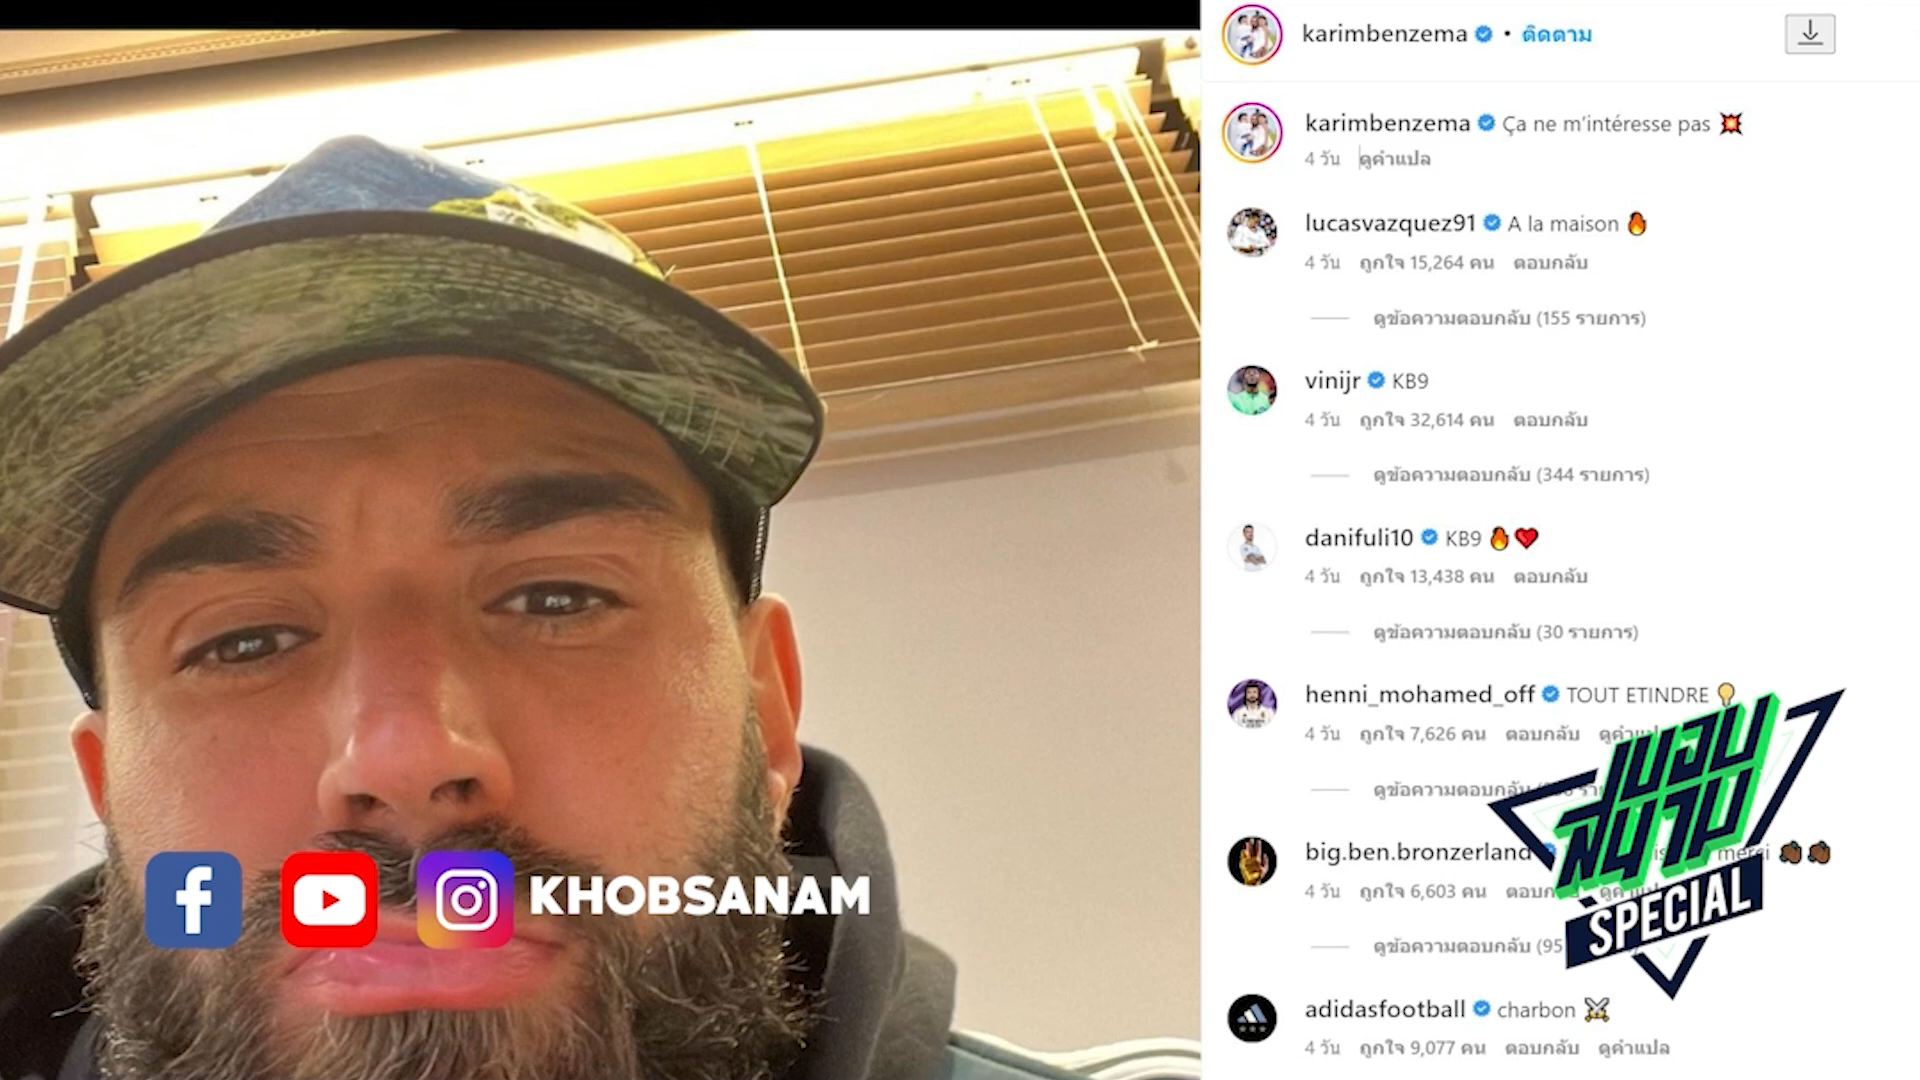 karimbenzema • ติดตาม
karimbenzema Ça ne m’intéresse pas 💥
4 วัน ดูคำแปล
lucasvazquez91 A la maison 🔥
4 วัน ถูกใจ 15,264 คน ตอบกลับ
ดูข้อความตอบกลับ (155 รายการ)
vinijr KB9
4 วัน ถูกใจ 32,614 คน ตอบกลับ
ดูข้อความตอบกลับ (344 รายการ)
danifuli10 KB9 🔥❤️
4 วัน ถูกใจ 13,438 คน ตอบกลับ
ดูข้อความตอบกลับ (30 รายการ)
henni_mohamed_off TOUT ETINDRE 💡
4 วัน ถูกใจ 7,626 คน ตอบกลับ
ดูข้อความตอบกลับ
big.ben.bronzerland merci
4 วัน ถูกใจ 6,603 คน
ดูข้อความตอบกลับ (95
adidasfootball charbon ⚔️
4 วัน ถูกใจ 9,077 คน ตอบกลับ ดูคำแปล
KHOBSANAM
ขอบ
สนาม
SPECIAL